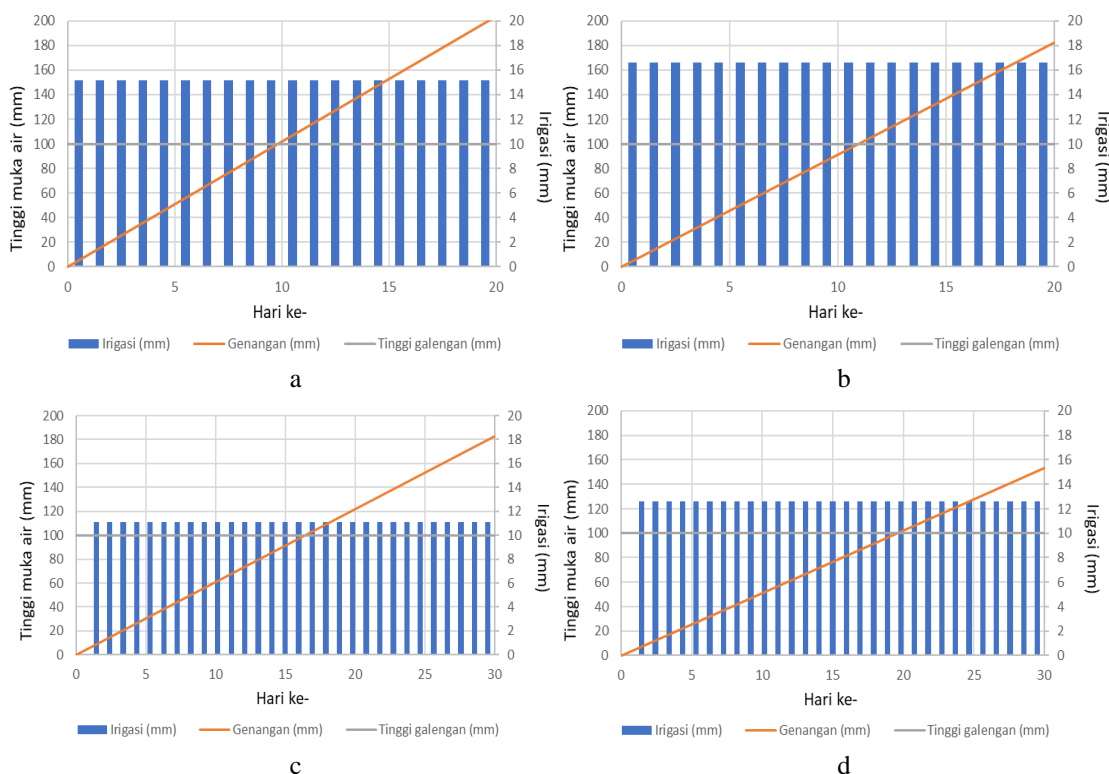 200 180 160 140 120 100 80 60 40 20 0
Tinggi muka air (mm)
20 18 16 14 12 10 8 6 4 2 0
Irigasi (mm)
0 5 10 15 20
Hari ke-
Irigasi (mm) Genangan (mm) Tinggi galengan (mm)
a
200 180 160 140 120 100 80 60 40 20 0
Tinggi muka air (mm)
20 18 16 14 12 10 8 6 4 2 0
Irigasi (mm)
0 5 10 15 20
Hari ke-
Irigasi (mm) Genangan (mm) Tinggi galengan (mm)
b
200 180 160 140 120 100 80 60 40 20 0
Tinggi muka air (mm)
20 18 16 14 12 10 8 6 4 2 0
Irigasi (mm)
0 5 10 15 20 25 30
Hari ke-
Irigasi (mm) Genangan (mm) Tinggi galengan (mm)
c
200 180 160 140 120 100 80 60 40 20 0
Tinggi muka air (mm)
20 18 16 14 12 10 8 6 4 2 0
Irigasi (mm)
0 5 10 15 20 25 30
Hari ke-
Irigasi (mm) Genangan (mm) Tinggi galengan (mm)
d